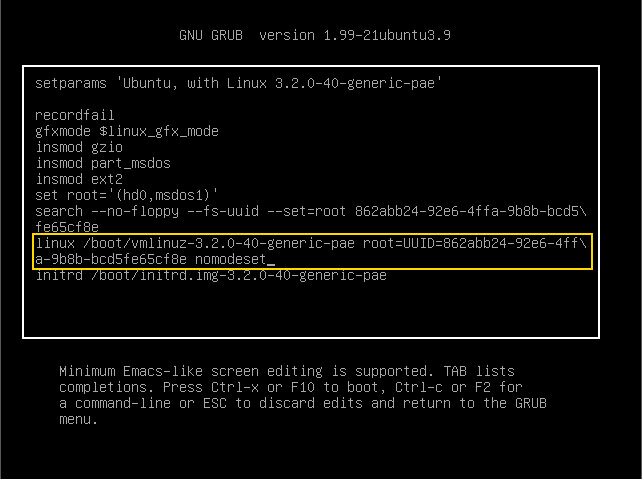 GNU GRUB  version 1.99-21ubuntu3.9
setparams 'Ubuntu, with Linux 3.2.0-40-generic-pae'
recordfail
gfxmode $linux_gfx_mode
insmod gzio
insmod part_msdos
insmod ext2
set root='(hd0,msdos1)'
search --no-floppy --fs-uuid --set=root 862abb24-92e6-4ffa-9b8b-bcd5\
fe65cf8e
linux /boot/vmlinuz-3.2.0-40-generic-pae root=UUID=862abb24-92e6-4ff\
a-9b8b-bcd5fe65cf8e nomodeset_
initrd /boot/initrd.img-3.2.0-40-generic-pae
Minimum Emacs-like screen editing is supported. TAB lists
completions. Press Ctrl-x or F10 to boot, Ctrl-c or F2 for
a command-line or ESC to discard edits and return to the GRUB
menu.